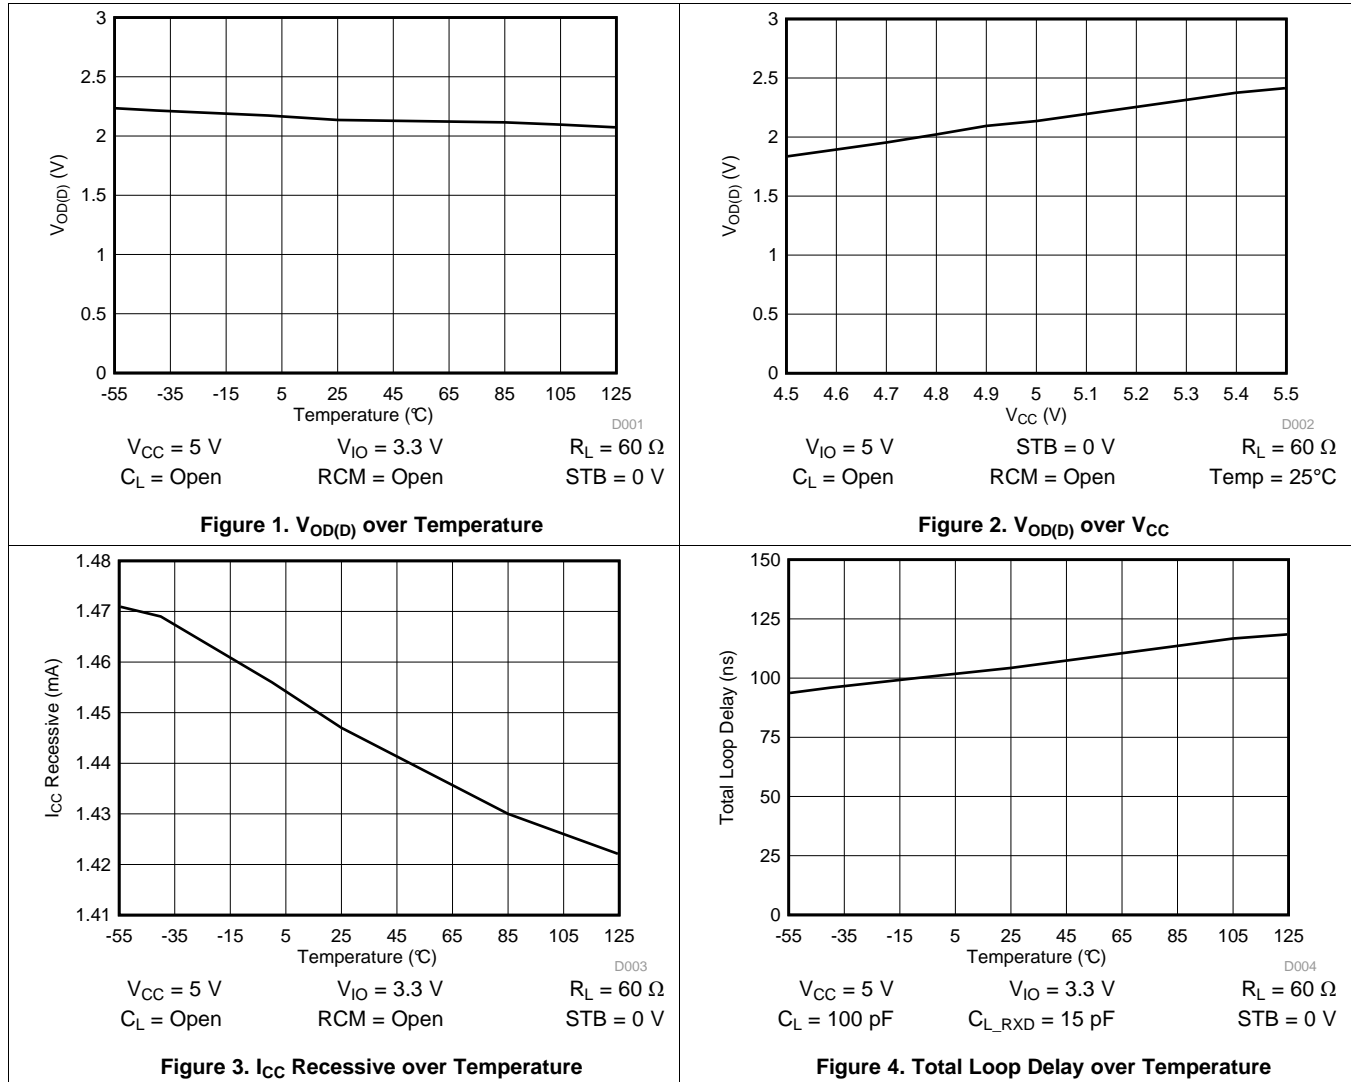 3
2.5
2
1.5
1
0.5
0
V_OD(D) (V)
-55 -35 -15 5 25 45 65 85 105 125
Temperature (°C)
D001
V_CC = 5 V V_IO = 3.3 V R_L = 60 Ω
C_L = Open RCM = Open STB = 0 V
Figure 1. V_OD(D) over Temperature
3
2.5
2
1.5
1
0.5
0
V_OD(D) (V)
4.5 4.6 4.7 4.8 4.9 5 5.1 5.2 5.3 5.4 5.5
V_CC (V)
D002
V_IO = 5 V STB = 0 V R_L = 60 Ω
C_L = Open RCM = Open Temp = 25°C
Figure 2. V_OD(D) over V_CC
1.48
1.47
1.46
1.45
1.44
1.43
1.42
1.41
I_CC Recessive (mA)
-55 -35 -15 5 25 45 65 85 105 125
Temperature (°C)
D003
V_CC = 5 V V_IO = 3.3 V R_L = 60 Ω
C_L = Open RCM = Open STB = 0 V
Figure 3. I_CC Recessive over Temperature
150
125
100
75
50
25
0
Total Loop Delay (ns)
-55 -35 -15 5 25 45 65 85 105 125
Temperature (°C)
D004
V_CC = 5 V V_IO = 3.3 V R_L = 60 Ω
C_L = 100 pF C_L_RXD = 15 pF STB = 0 V
Figure 4. Total Loop Delay over Temperature